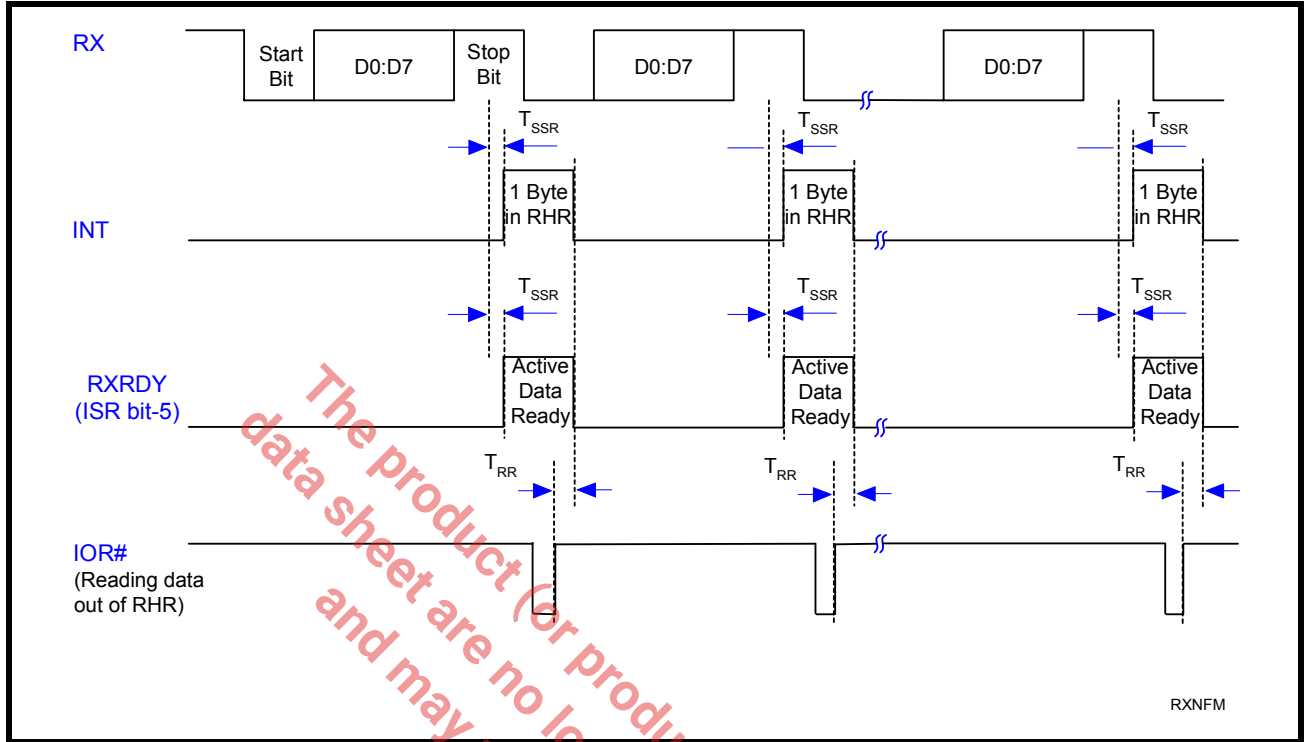 RX
Start
Bit
D0:D7
Stop
Bit
D0:D7
D0:D7
TSSR
TSSR
TSSR
INT
1 Byte
in RHR
1 Byte
in RHR
1 Byte
in RHR
TSSR
TSSR
TSSR
RXRDY
(ISR bit-5)
Active
Data
Ready
Active
Data
Ready
Active
Data
Ready
TRR
TRR
TRR
IOR#
(Reading data
out of RHR)
The product (or produ
data sheet are no lo
and may
RXNFM